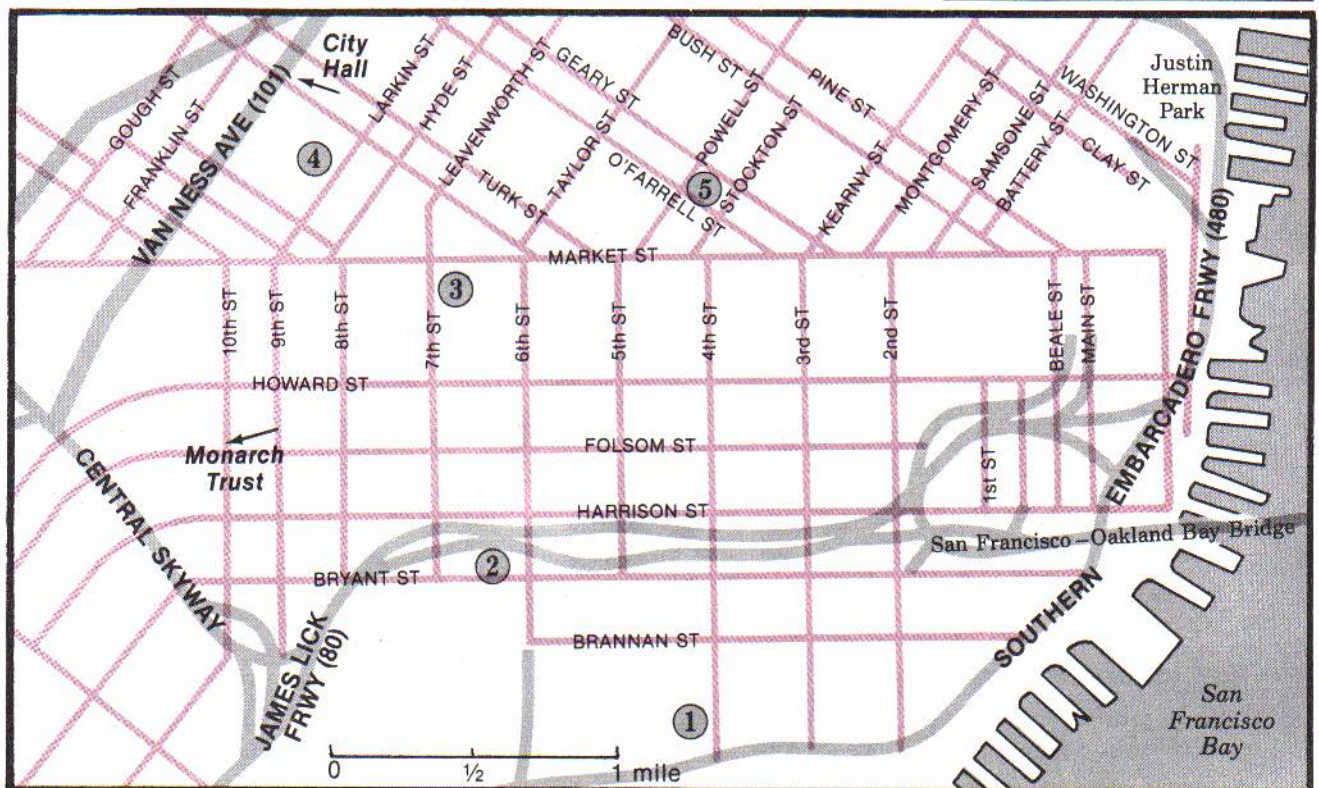 City
Hall
Justin
Herman
Park
GOUGH ST
FRANKLIN ST
VAN NESS AVE (101)
LARKIN ST
HYDE ST
LEAVENWORTH ST
GEARY ST
TURK ST
TAYLOR ST
O'FARRELL ST
BUSH ST
POWELL ST
STOCKTON ST
PINE ST
KEARNY ST
MONTGOMERY ST
SAMSONE ST
BATTERY ST
WASHINGTON ST
CLAY ST
4
5
MARKET ST
3
10th ST
9th ST
8th ST
7th ST
6th ST
5th ST
4th ST
3rd ST
2nd ST
BEALE ST
MAIN ST
EMBARCADERO FRWY (480)
HOWARD ST
Monarch
Trust
FOLSOM ST
1st ST
CENTRAL SKYWAY
HARRISON ST
San Francisco–Oakland Bay Bridge
2
BRYANT ST
BRANNAN ST
SOUTHERN
JAMES LICK
FRWY (80)
1
San
Francisco
Bay
0 ½ 1 mile